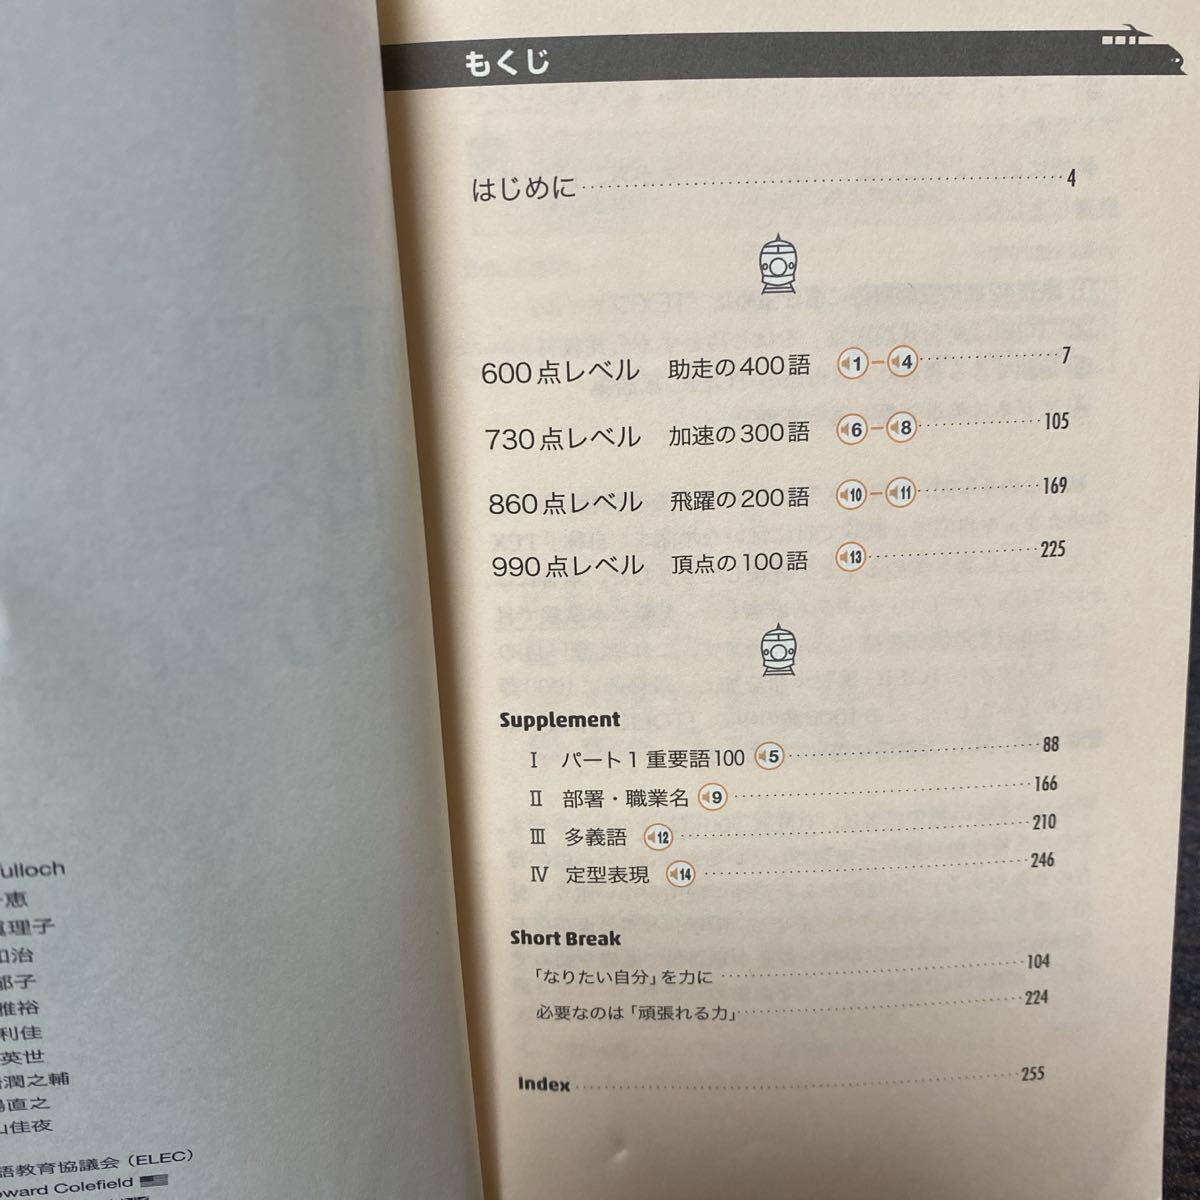 ulloch
恵
理子
和治
郁子
雅裕
利佳
英世
潤之輔
直之
佳夜
語教育協議会（ELEC）
oward Colefield
もくじ
はじめに 4
600点レベル 助走の400語 1 – 4 7
730点レベル 加速の300語 6 – 8 105
860点レベル 飛躍の200語 10 – 11 169
990点レベル 頂点の100語 13 225
Supplement
Ⅰ パート1重要語100 5 88
Ⅱ 部署・職業名 9 166
Ⅲ 多義語 12 210
Ⅳ 定型表現 14 246
Short Break
「なりたい自分」を力に 104
必要なのは「頑張れる力」 224
Index 255